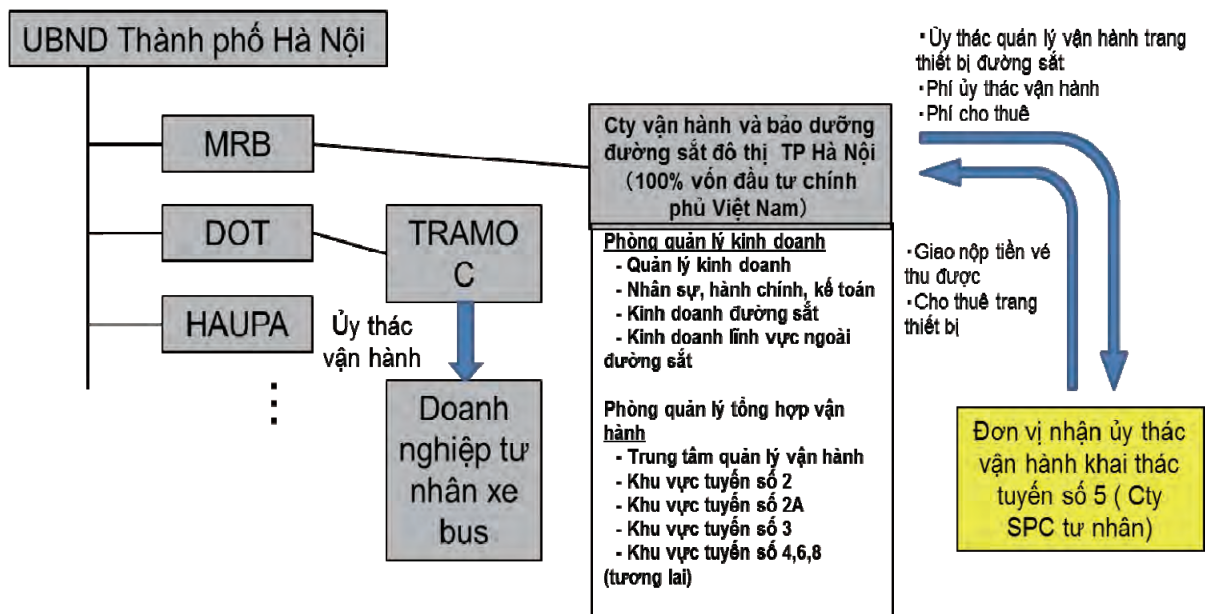 UBND Thành phố Hà Nội
MRB
DOT
HAUPA
TRAMO
C
Ủy thác
vận hành
Doanh
nghiệp tư
nhân xe
bus
Cty vận hành và bảo dưỡng
đường sắt đô thị TP Hà Nội
(100% vốn đầu tư chính
phủ Việt Nam)
Phòng quản lý kinh doanh
- Quản lý kinh doanh
- Nhân sự, hành chính, kế toán
- Kinh doanh đường sắt
- Kinh doanh lĩnh vực ngoài
đường sắt
Phòng quản lý tổng hợp vận
hành
- Trung tâm quản lý vận hành
- Khu vực tuyến số 2
- Khu vực tuyến số 2A
- Khu vực tuyến số 3
- Khu vực tuyến số 4,6,8
(tương lai)
・Ủy thác quản lý vận hành trang
thiết bị đường sắt
・Phí ủy thác vận hành
・Phí cho thuê
・Giao nộp tiền vé
thu được
・Cho thuê trang
thiết bị
Đơn vị nhận ủy thác
vận hành khai thác
tuyến số 5 ( Cty
SPC tư nhân)